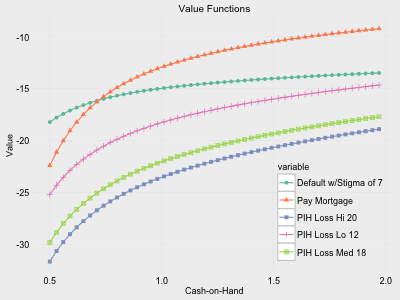 Value Functions
-10
-15
-20
-25
-30
Value
0.5
1.0
1.5
2.0
Cash-on-Hand
variable
Default w/Stigma of 7
Pay Mortgage
PIH Loss Hi 20
PIH Loss Lo 12
PIH Loss Med 18